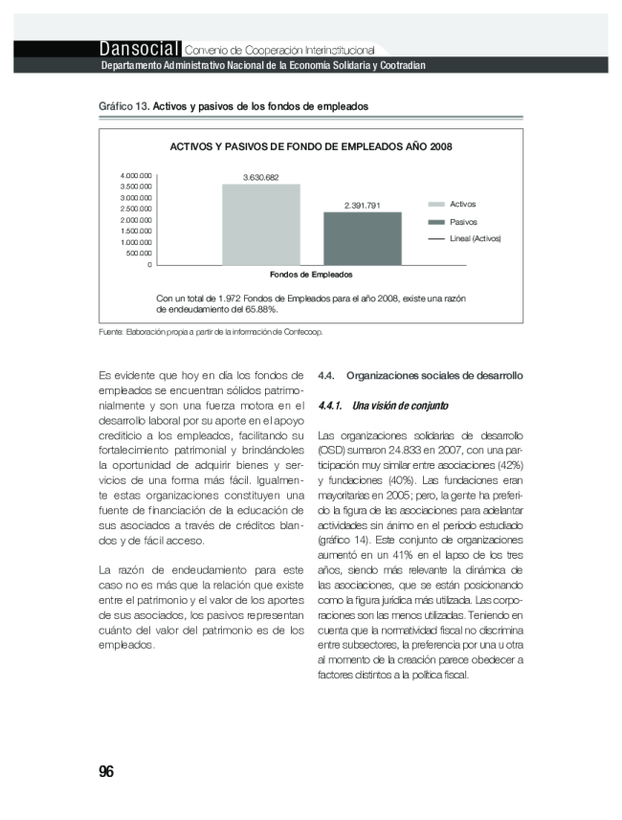 Dansocial Convenio de Cooperación Interinstitucional
Departamento Administrativo Nacional de la Economía Solidaria y Cootradian
Gráfico 13. Activos y pasivos de los fondos de empleados
ACTIVOS Y PASIVOS DE FONDO DE EMPLEADOS AÑO 2008
4.000.000
3.500.000
3.000.000
2.500.000
2.000.000
1.500.000
1.000.000
500.000
0
3.630.682
2.391.791
Activos
Pasivos
Lineal (Activos)
Fondos de Empleados
Con un total de 1.972 Fondos de Empleados para el año 2008, existe una razón
de endeudamiento del 65.88%.
Fuente: Elaboración propia a partir de la información de Confecoop.
Es evidente que hoy en día los fondos de
empleados se encuentran sólidos patrimo-
nialmente y son una fuerza motora en el
desarrollo laboral por su aporte en el apoyo
crediticio a los empleados, facilitando su
fortalecimiento patrimonial y brindándoles
la oportunidad de adquirir bienes y ser-
vicios de una forma más fácil. Igualmen-
te estas organizaciones constituyen una
fuente de financiación de la educación de
sus asociados a través de créditos blan-
dos y de fácil acceso.
La razón de endeudamiento para este
caso no es más que la relación que existe
entre el patrimonio y el valor de los aportes
de sus asociados, los pasivos representan
cuánto del valor del patrimonio es de los
empleados.
4.4. Organizaciones sociales de desarrollo
4.4.1. Una visión de conjunto
Las organizaciones solidarias de desarrollo
(OSD) sumaron 24.833 en 2007, con una par-
ticipación muy similar entre asociaciones (42%)
y fundaciones (40%). Las fundaciones eran
mayoritarias en 2005; pero, la gente ha preferi-
do la figura de las asociaciones para adelantar
actividades sin ánimo en el periodo estudiado
(gráfico 14). Este conjunto de organizaciones
aumentó en un 41% en el lapso de los tres
años, siendo más relevante la dinámica de
las asociaciones, que se están posicionando
como la figura jurídica más utilizada. Las corpo-
raciones son las menos utilizadas. Teniendo en
cuenta que la normatividad fiscal no discrimina
entre subsectores, la preferencia por una u otra
al momento de la creación parece obedecer a
factores distintos a la política fiscal.
96